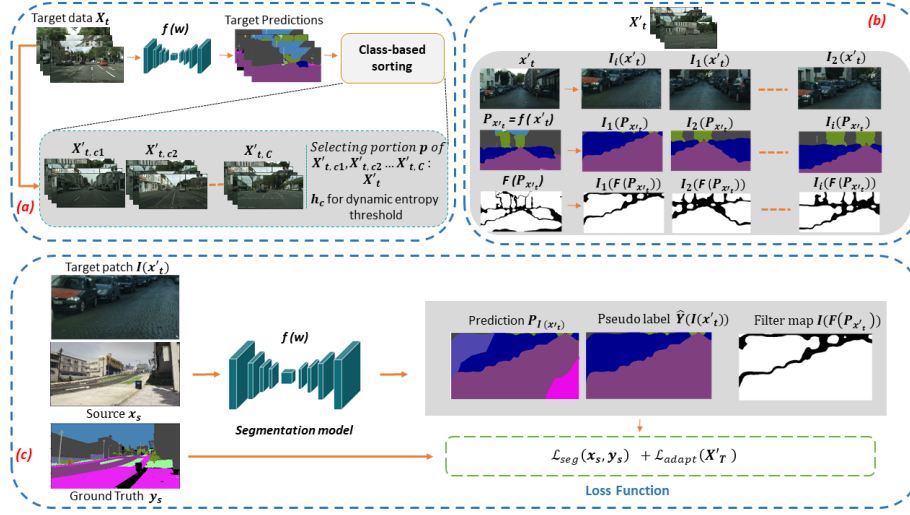 Target data X_t
f(w)
Target Predictions
Class-based
sorting
X'_{t,c1}
X'_{t,c2}
X'_{t,C}
Selecting portion p of
X'_{t,c1}, X'_{t,c2} ... X'_{t,C} :
X'_t
h_c for dynamic entropy
threshold
(a)
X'_t
(b)
x'_t
I_i(x'_t)
I_1(x'_t)
I_2(x'_t)
P_{x'_t} = f(x'_t)
I_1(P_{x'_t})
I_2(P_{x'_t})
I_i(P_{x'_t})
F(P_{x'_t})
I_1(F(P_{x'_t}))
I_2(F(P_{x'_t}))
I_i(F(P_{x'_t}))
Target patch I(x'_t)
f(w)
Segmentation model
Source x_s
Ground Truth y_s
(c)
Prediction P_{I(x'_t)}
Pseudo label Ŷ(I(x'_t))
Filter map I(F(P_{x'_t}))
ℒ_{seg}(x_s, y_s) + ℒ_{adapt}(X'_T)
Loss Function